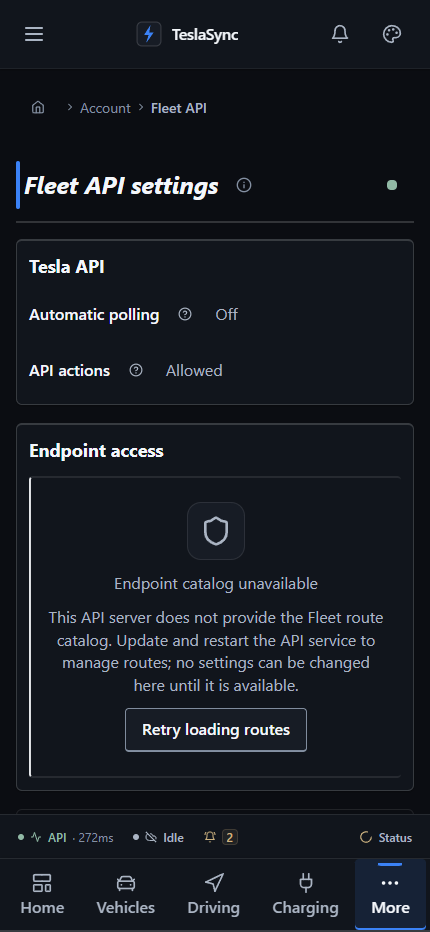 TeslaSync
Account
Fleet API
Fleet API settings
Tesla API
Automatic polling
Off
API actions
Allowed
Endpoint access
Endpoint catalog unavailable
This API server does not provide the Fleet route
catalog. Update and restart the API service to
manage routes; no settings can be changed
here until it is available.
Retry loading routes
API · 272ms
Idle
2
Status
Home
Vehicles
Driving
Charging
More